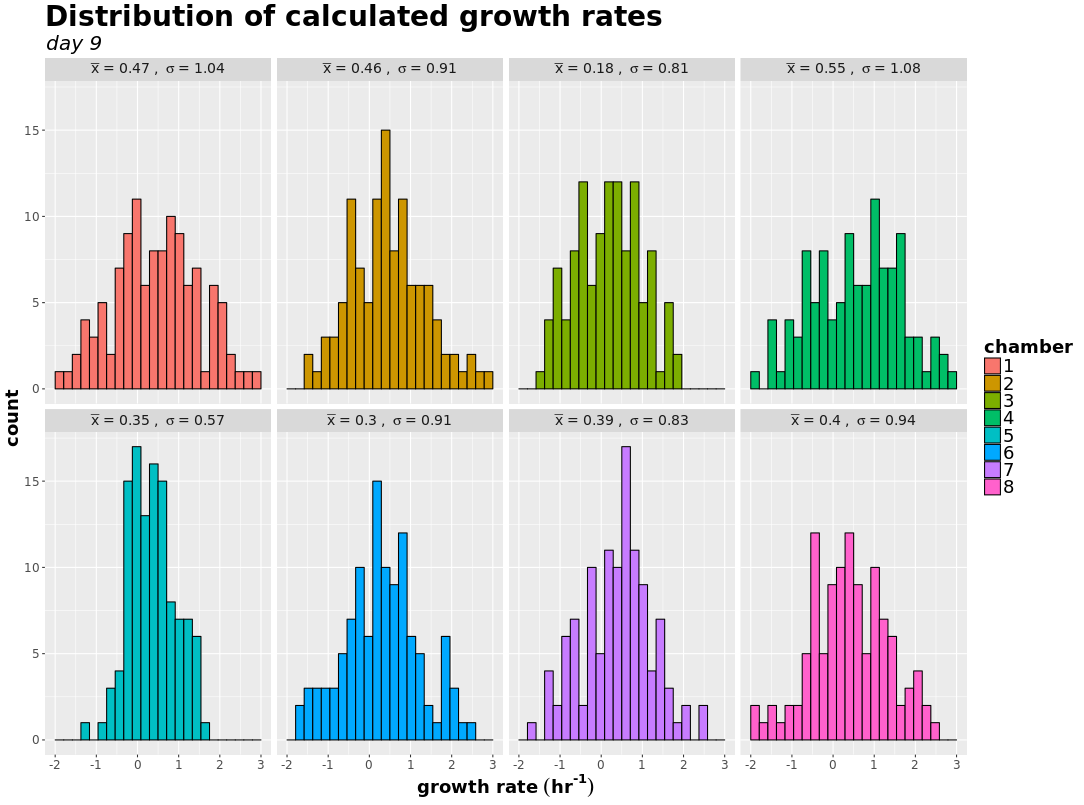 Distribution of calculated growth rates
day 9
x̅ = 0.47 , σ = 1.04
x̅ = 0.46 , σ = 0.91
x̅ = 0.18 , σ = 0.81
x̅ = 0.55 , σ = 1.08
15
10
5
0
x̅ = 0.35 , σ = 0.57
x̅ = 0.3 , σ = 0.91
x̅ = 0.39 , σ = 0.83
x̅ = 0.4 , σ = 0.94
15
10
5
0
-2 -1 0 1 2 3
-2 -1 0 1 2 3
-2 -1 0 1 2 3
-2 -1 0 1 2 3
count
growth rate (hr⁻¹)
chamber
1
2
3
4
5
6
7
8